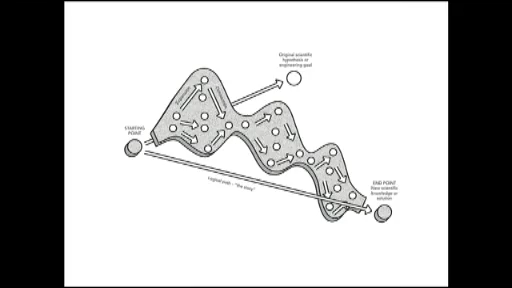 Original scientific
hypothesis or
engineering goal
STARTING
POINT
Logical path – "the story"
END POINT
New scientific
knowledge or
solution